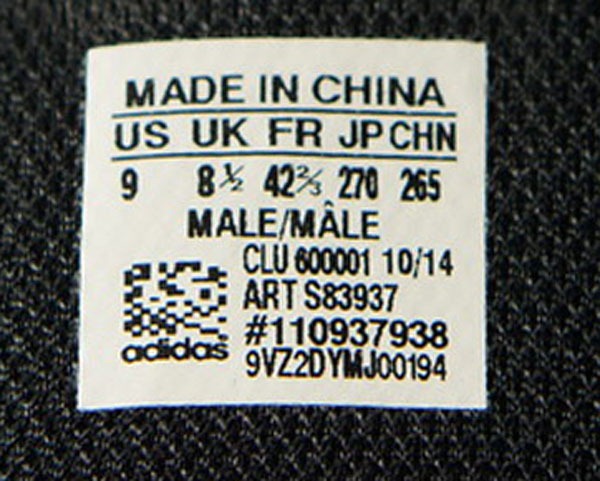 MADE IN CHINA
US UK FR JP CHN
9 8½ 42⅔ 270 265
MALE/MÂLE
CLU 600001 10/14
ART S83937
#110937938
adidas
9VZ2DYMJ00194